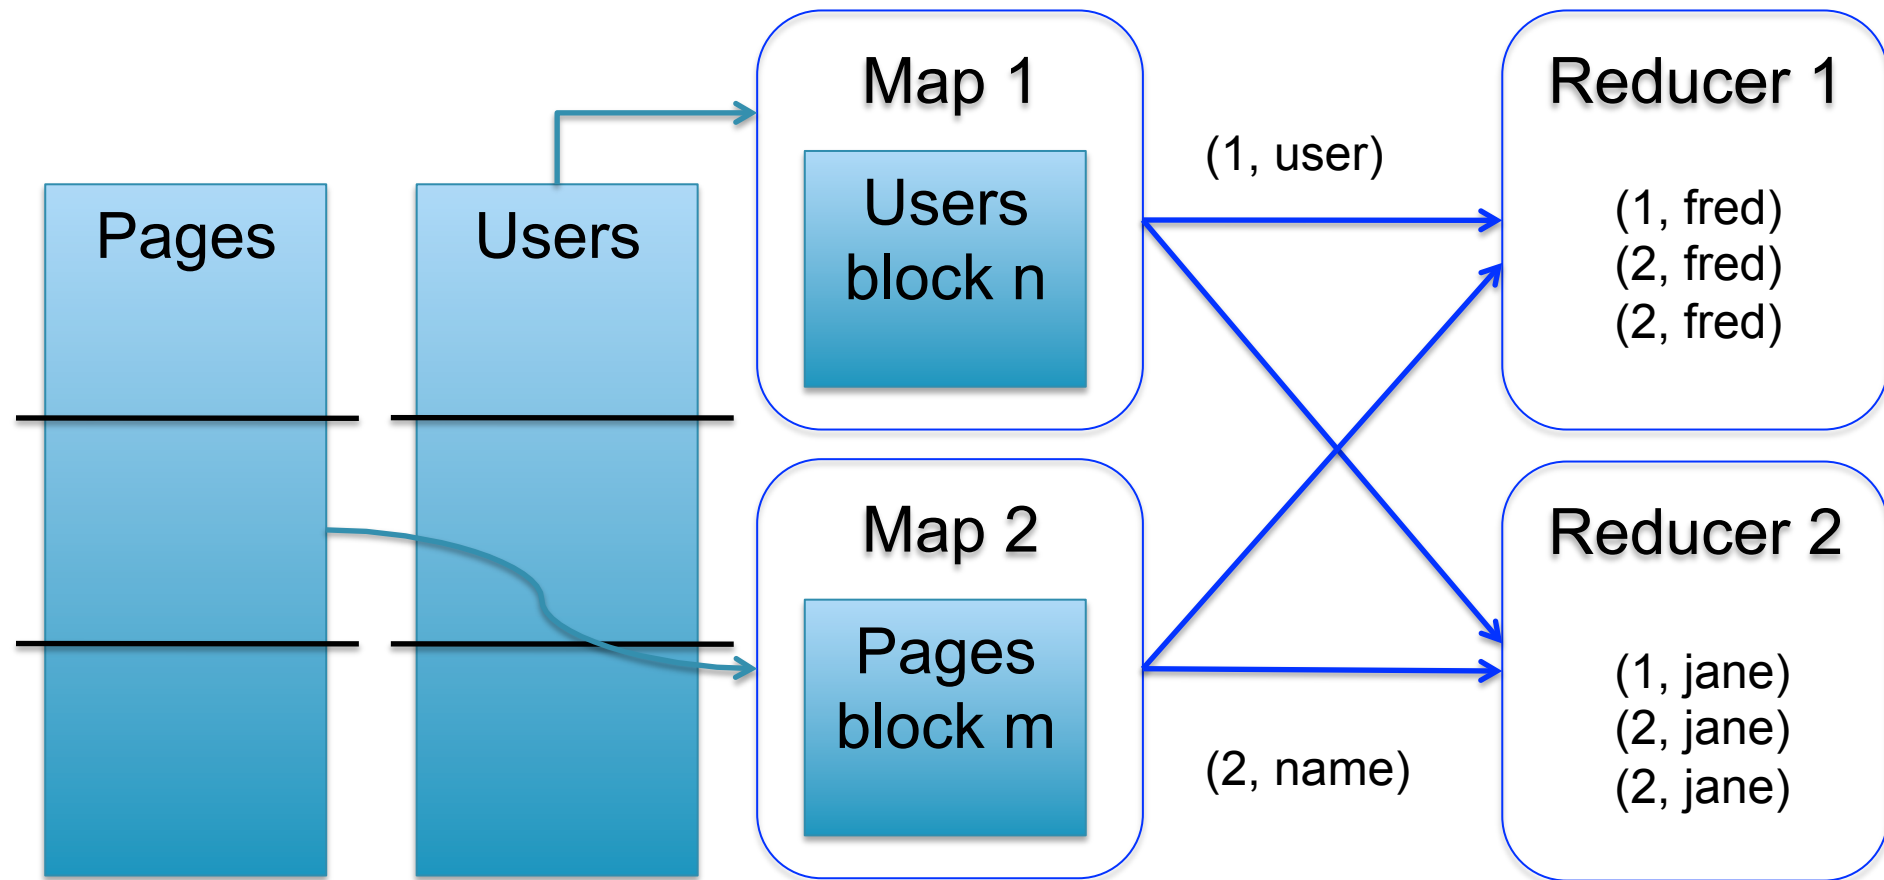 Pages
Users
Map 1
Users
block n
Map 2
Pages
block m
(1, user)
(2, name)
Reducer 1
(1, fred)
(2, fred)
(2, fred)
Reducer 2
(1, jane)
(2, jane)
(2, jane)